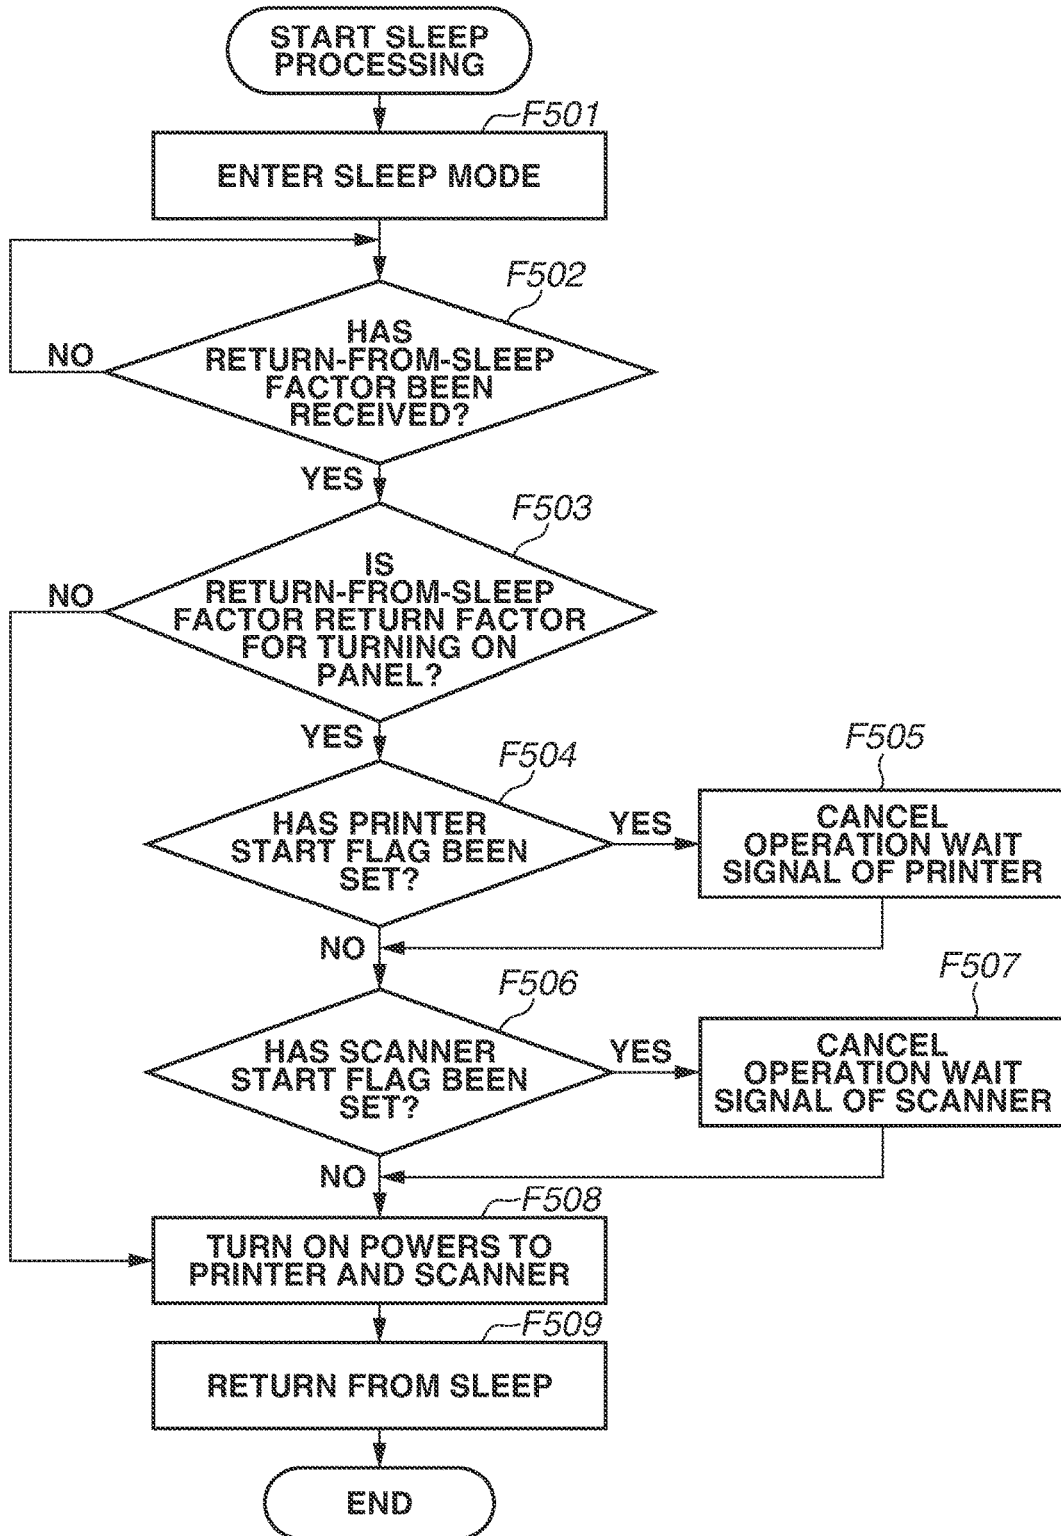 START SLEEP
PROCESSING
F501
ENTER SLEEP MODE
F502
HAS
RETURN-FROM-SLEEP
FACTOR BEEN
RECEIVED?
NO
YES
F503
IS
RETURN-FROM-SLEEP
FACTOR RETURN FACTOR
FOR TURNING ON
PANEL?
NO
YES
F504
HAS PRINTER
START FLAG BEEN
SET?
YES
F505
CANCEL
OPERATION WAIT
SIGNAL OF PRINTER
NO
F506
HAS SCANNER
START FLAG BEEN
SET?
YES
F507
CANCEL
OPERATION WAIT
SIGNAL OF SCANNER
NO
F508
TURN ON POWERS TO
PRINTER AND SCANNER
F509
RETURN FROM SLEEP
END